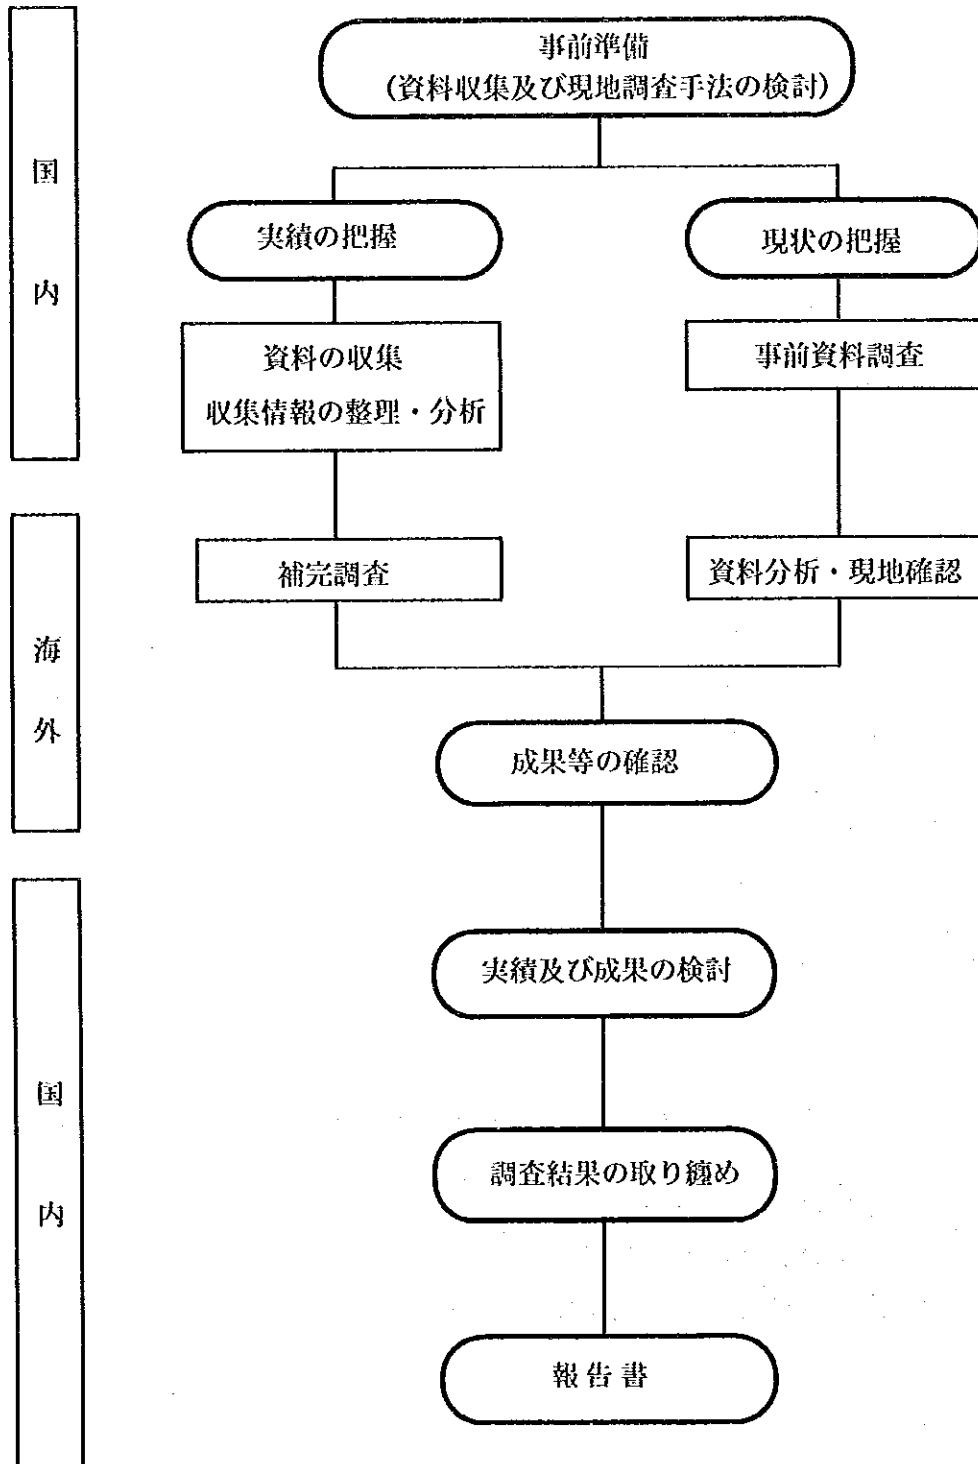 国内
事前準備
(資料収集及び現地調査手法の検討)
実績の把握
現状の把握
資料の収集
収集情報の整理・分析
事前資料調査
海外
補完調査
資料分析・現地確認
成果等の確認
国内
実績及び成果の検討
調査結果の取り纏め
報告書